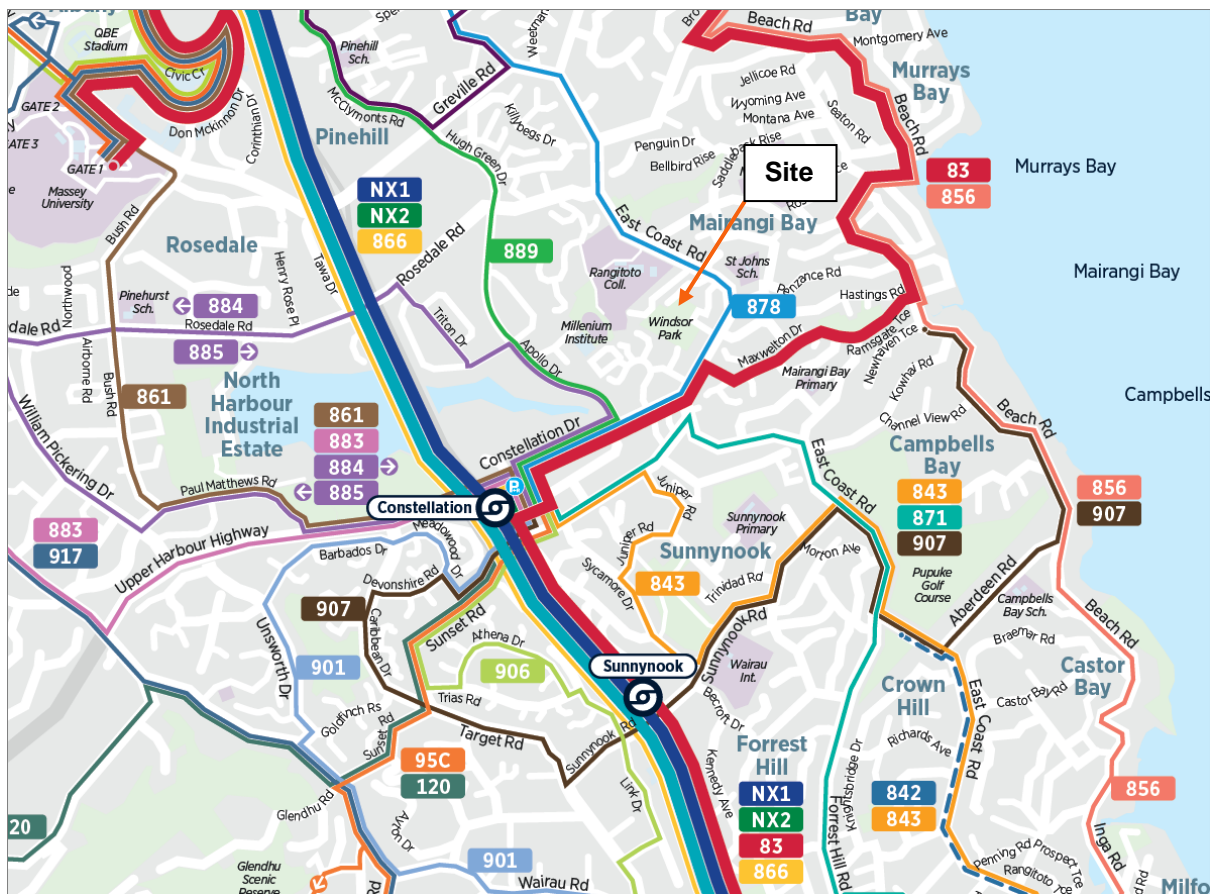 Albany
QBE
Stadium
Civic Cr
GATE 2
GATE 3
Don Mckinnon Dr
Corinthian Dr
GATE 1
Massey
University
Pinehill
Sch.
McClymonts Rd
Greville Rd
Pinehill
Hugh Green Dr
Killybegs Dr
Beach Rd
Bay
Montgomery Ave
Murrays
Bay
Jellicoe Rd
Wyoming Ave
Montana Ave
Seaton Rd
Beach Rd
Penguin Dr
Bellbird Rise
Site
83
856
Murrays Bay
Bush Rd
NX1
NX2
866
Rosedale
Rosedale Rd
889
East Coast Rd
Mairangi Bay
Rangitoto
Coll.
St Johns
Sch.
Penzance Rd
Hastings Rd
Mairangi Bay
Northwood
Henry Rose Pl
Tawa Dr
Pinehurst
Sch.
884
Rosedale Rd
885
Triton Dr
Apollo Dr
Millenium
Institute
Windsor
Park
878
Maxwelton Dr
Ramsgate Tce
Newhaven Tce
Mairangi Bay
Primary
Airborne Rd
Bush Rd
North
Harbour
Industrial
Estate
861
861
883
884
885
William Pickering Dr
Kowhai Rd
Channel View Rd
Beach Rd
Campbells
Campbells
Bay
843
871
907
Constellation Dr
Paul Matthews Rd
Constellation
Juniper Rd
Juniper Rd
Sunnynook
Primary
East Coast Rd
856
907
883
917
Upper Harbour Highway
Meadowood Dr
Barbados Dr
Devonshire Rd
Sunnynook
Morton Ave
Sycamore Dr
843
Trinidad Rd
Pupuke
Golf
Course
Aberdeen Rd
Campbells
Bay Sch.
Beach Rd
907
Caribbean Dr
Sunset Rd
Athena Dr
Unsworth Dr
901
906
Sunnynook
Sunnynook Rd
Wairau
Int.
Braemar Rd
Castor
Bay
Crown
Hill
Castor Bay Rd
East Coast Rd
Trias Rd
Goldfinch Rs
Sunset Rd
Target Rd
Sunnynook Rd
Becroft Dr
Richards Ave
Forrest
Hill
NX1
NX2
83
866
Kennedy Ave
Knightsbridge Dr
Forrest Hill Rd
842
843
95C
120
Link Dr
Glendhu Rd
Avon Dr
856
Inga Rd
20
901
Wairau Rd
Glendhu
Scenic
Reserve
Penning Rd
Prospect Tce
Rangitoto Tce